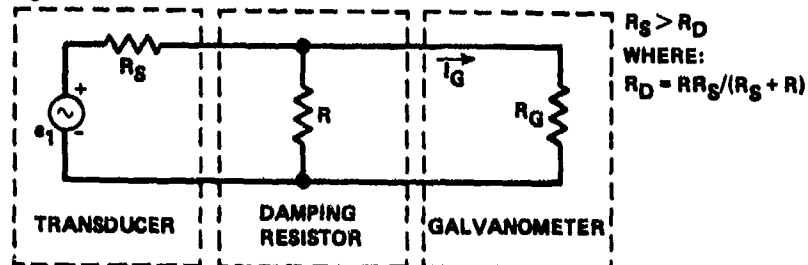 R_S > R_D
WHERE:
R_D = RR_S/(R_S + R)
R_S
I_G
+
e_1
-
R
R_G
TRANSDUCER
DAMPING
RESISTOR
GALVANOMETER